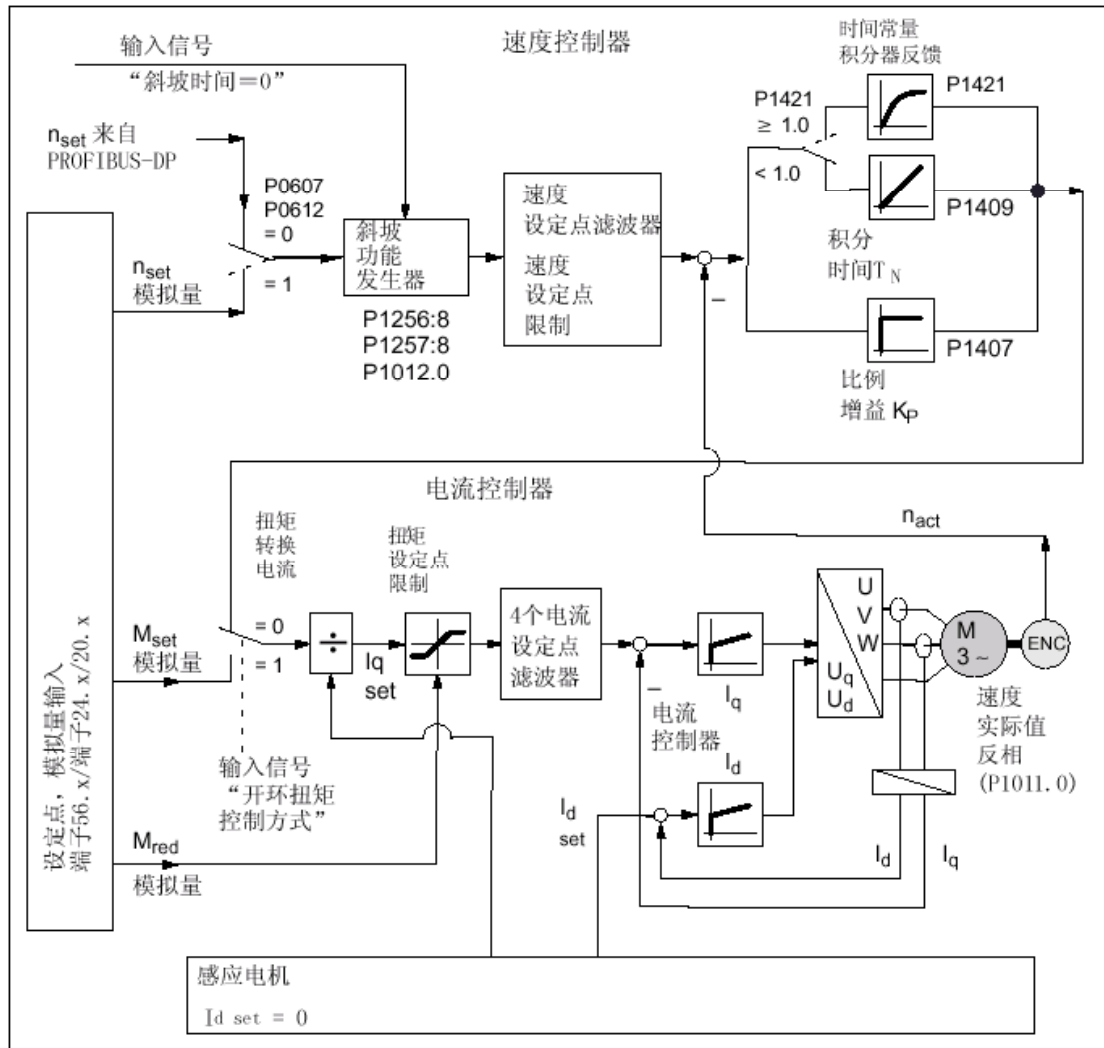 输入信号
“斜坡时间＝0”
速度控制器
时间常量
积分器反馈
P1421
P1421
≥ 1.0
< 1.0
n_set 来自
PROFIBUS-DP
P0607
P0612
= 0
= 1
n_set
模拟量
斜坡
功能
发生器
P1256:8
P1257:8
P1012.0
速度
设定点滤波器
速度
设定点
限制
–
P1409
积分
时间T_N
P1407
比例
增益 K_P
电流控制器
n_act
扭矩
转换
电流
扭矩
设定点
限制
M_set
模拟量
= 0
= 1
÷
Iq
set
4个电流
设定点
滤波器
–
电流
控制器
I_q
I_d
U
V
W
U_q
U_d
M
3 ~
ENC
速度
实际值
反相
(P1011.0)
输入信号
“开环扭矩
控制方式”
I_d
set
I_d
I_q
M_red
模拟量
设定点，模拟量输入
端子56.x/端子24.x/20.x
感应电机
Id set = 0